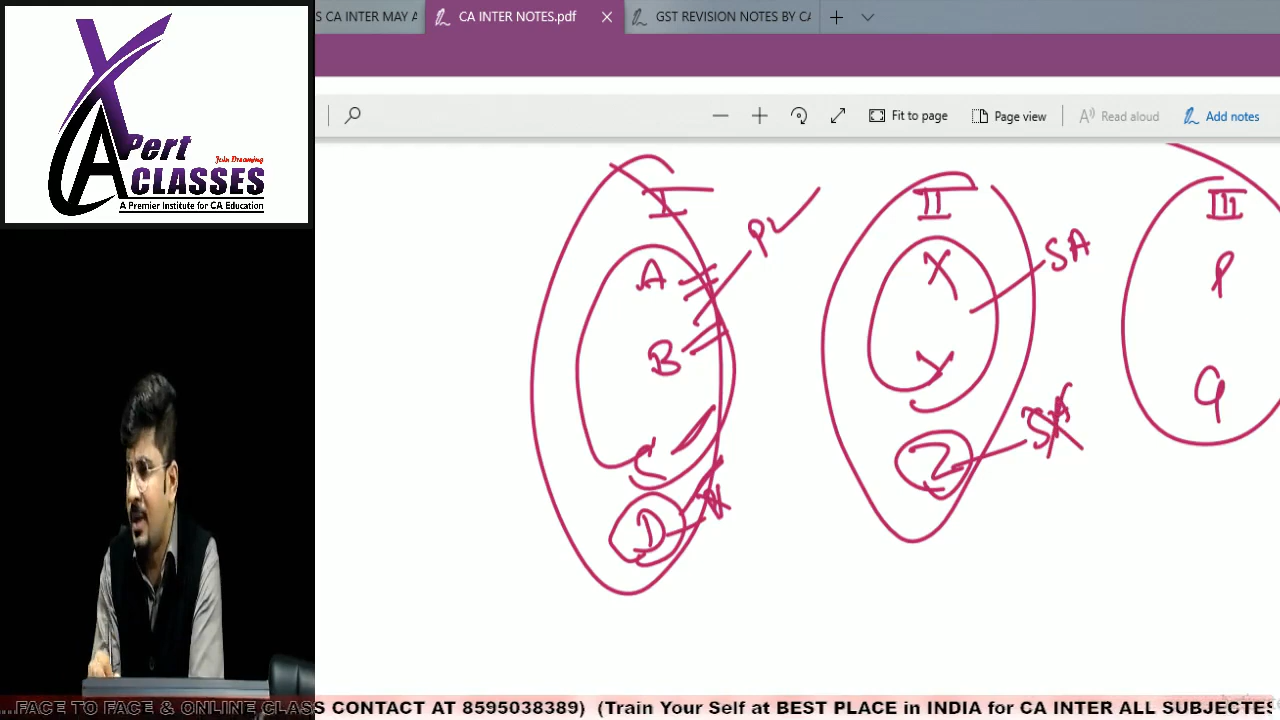 S CA INTER MAY A
CA INTER NOTES.pdf
GST REVISION NOTES BY CA
XPert
Join Dreaming
CA CLASSES
A Premier Institute for CA Education
Fit to page
Page view
Read aloud
Add notes
I
II
III
A
PL
X
SA
P
B
Y
Q
C
Z
D
...FACE TO FACE & ONLINE CLASS CONTACT AT 8595038389) (Train Your Self at BEST PLACE in INDIA for CA INTER ALL SUBJECTES